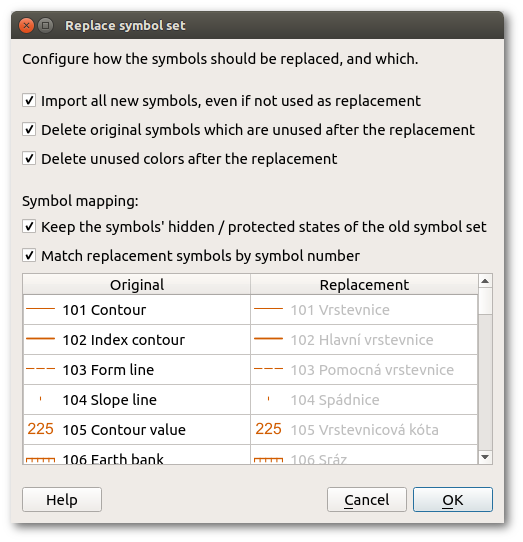 Replace symbol set
Configure how the symbols should be replaced, and which.
Import all new symbols, even if not used as replacement
Delete original symbols which are unused after the replacement
Delete unused colors after the replacement
Symbol mapping:
Keep the symbols' hidden / protected states of the old symbol set
Match replacement symbols by symbol number
Original Replacement
101 Contour 101 Vrstevnice
102 Index contour 102 Hlavní vrstevnice
103 Form line 103 Pomocná vrstevnice
104 Slope line 104 Spádnice
225 105 Contour value 225 105 Vrstevnicová kóta
106 Earth bank 106 Sráz
Help Cancel OK